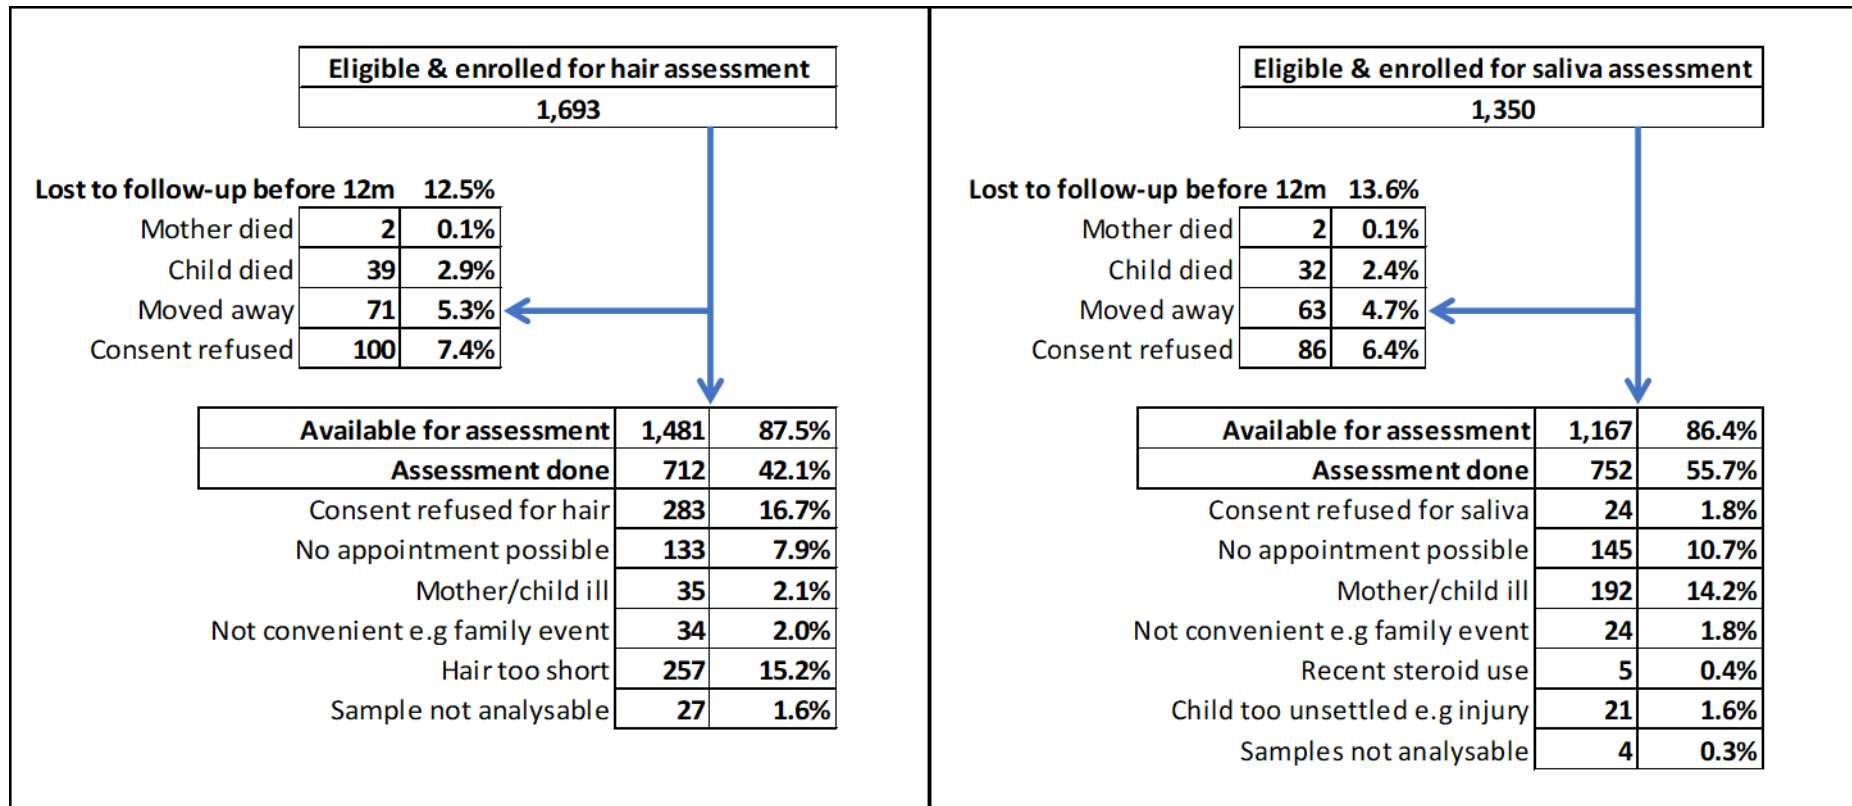 Eligible & enrolled for hair assessment
1,693
Lost to follow-up before 12m 12.5%
Mother died 2 0.1%
Child died 39 2.9%
Moved away 71 5.3%
Consent refused 100 7.4%
Available for assessment 1,481 87.5%
Assessment done 712 42.1%
Consent refused for hair 283 16.7%
No appointment possible 133 7.9%
Mother/child ill 35 2.1%
Not convenient e.g family event 34 2.0%
Hair too short 257 15.2%
Sample not analysable 27 1.6%
Eligible & enrolled for saliva assessment
1,350
Lost to follow-up before 12m 13.6%
Mother died 2 0.1%
Child died 32 2.4%
Moved away 63 4.7%
Consent refused 86 6.4%
Available for assessment 1,167 86.4%
Assessment done 752 55.7%
Consent refused for saliva 24 1.8%
No appointment possible 145 10.7%
Mother/child ill 192 14.2%
Not convenient e.g family event 24 1.8%
Recent steroid use 5 0.4%
Child too unsettled e.g injury 21 1.6%
Samples not analysable 4 0.3%